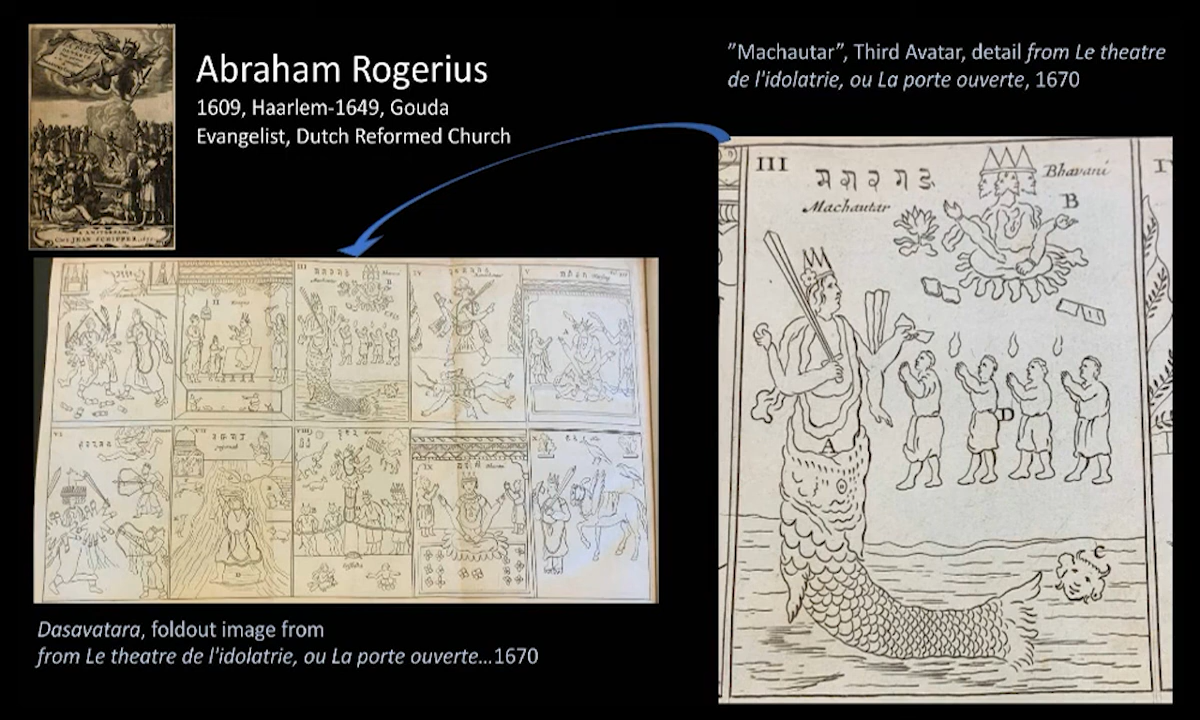 Abraham Rogerius
1609, Haarlem-1649, Gouda
Evangelist, Dutch Reformed Church
"Machautar", Third Avatar, detail from Le theatre
de l'idolatrie, ou La porte ouverte, 1670
III
Machautar
Bhavani
B
A
D
C
Dasavatara, foldout image from
from Le theatre de l'idolatrie, ou La porte ouverte...1670